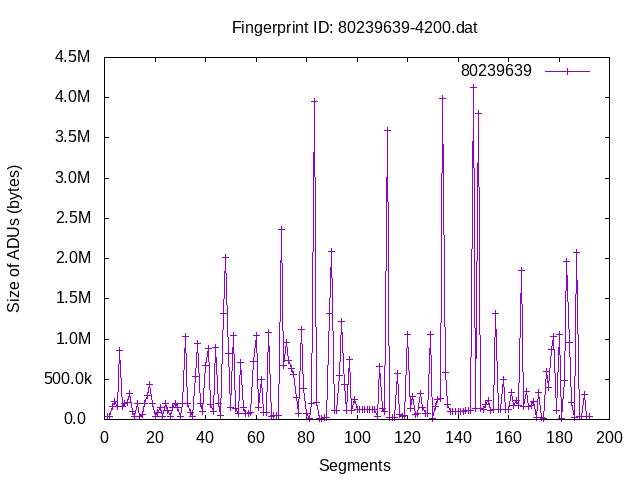 Fingerprint ID: 80239639-4200.dat
80239639
4.5M
4.0M
3.5M
3.0M
2.5M
2.0M
1.5M
1.0M
500.0k
0.0
Size of ADUs (bytes)
0 20 40 60 80 100 120 140 160 180 200
Segments